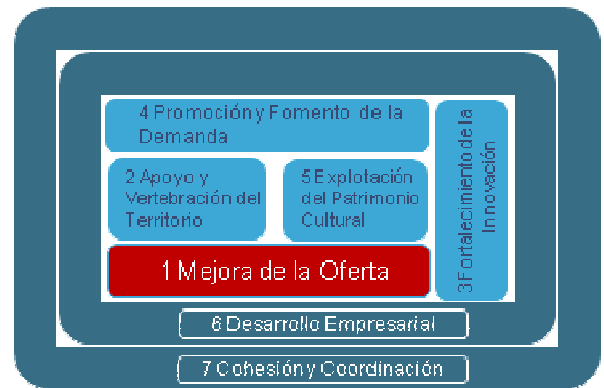 4 Promoción y Fomento de la
Demanda
2 Apoyo y
Vertebración del
Territorio
5 Explotación
del Patrimonio
Cultural
3 Fortalecimiento de la
Innovación
1 Mejora de la Oferta
6 Desarrollo Empresarial
7 Cohesión y Coordinación